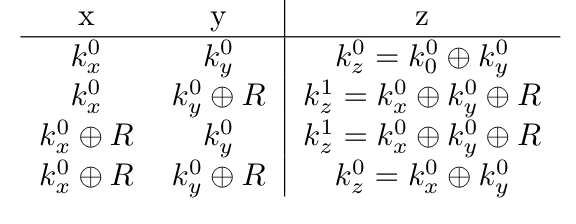 x y z
k_x^0 k_y^0 k_z^0 = k_0^0 ⊕ k_y^0
k_x^0 k_y^0 ⊕ R k_z^1 = k_x^0 ⊕ k_y^0 ⊕ R
k_x^0 ⊕ R k_y^0 k_z^1 = k_x^0 ⊕ k_y^0 ⊕ R
k_x^0 ⊕ R k_y^0 ⊕ R k_z^0 = k_x^0 ⊕ k_y^0